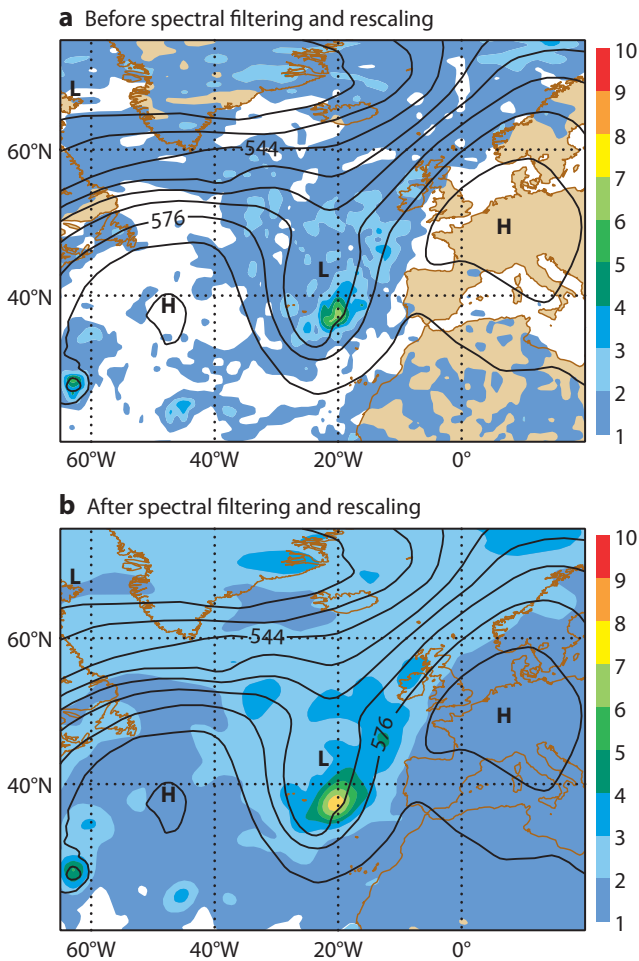 a Before spectral filtering and rescaling
L
544
60°N
576
H
L
40°N
H
60°W 40°W 20°W 0°
10
9
8
7
6
5
4
3
2
1
b After spectral filtering and rescaling
L
544
60°N
H
576
L
40°N
H
60°W 40°W 20°W 0°
10
9
8
7
6
5
4
3
2
1